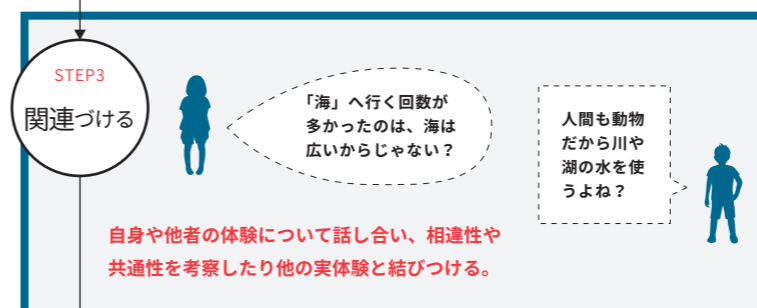 STEP3
関連づける
「海」へ行く回数が
多かったのは、海は
広いからじゃない？
人間も動物
だから川や
湖の水を使
うよね？
自身や他者の体験について話し合い、相違性や
共通性を考察したり他の実体験と結びつける。